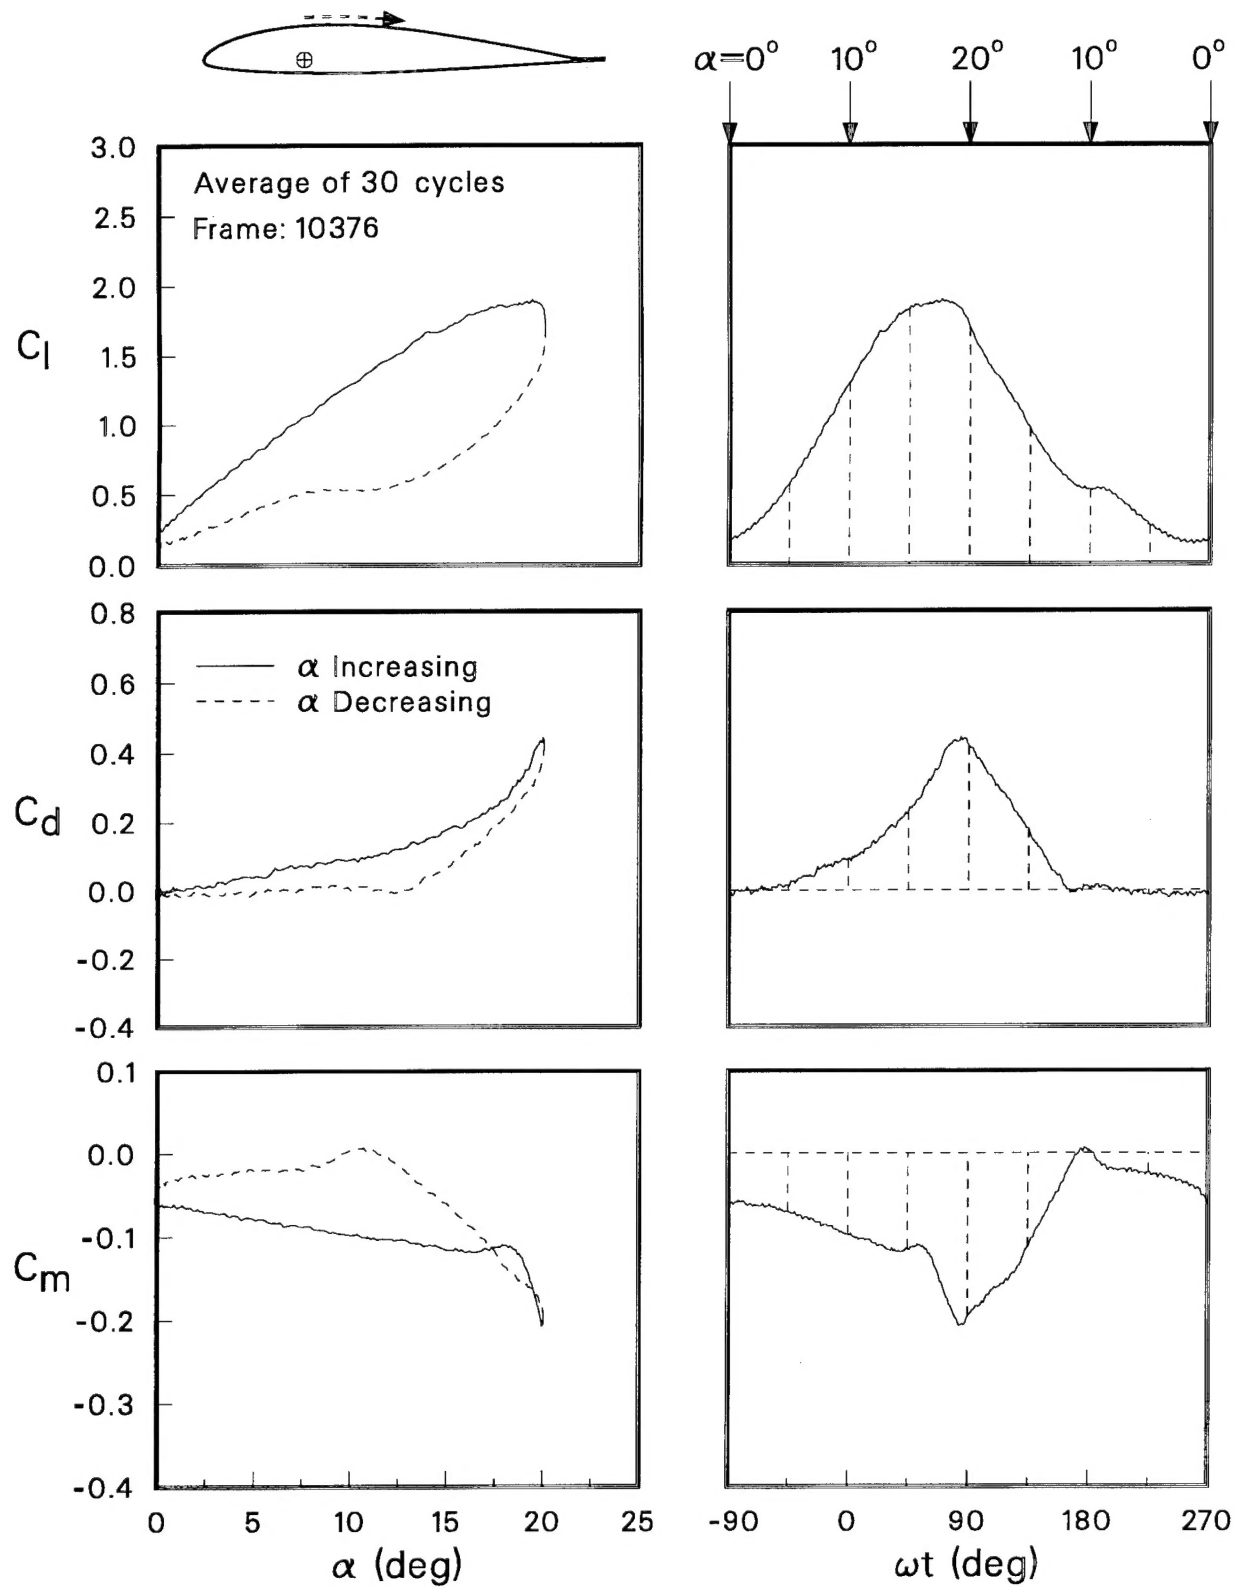 α=0° 10° 20° 10° 0°
3.0
Average of 30 cycles
2.5
Frame: 10376
2.0
Cl
1.5
1.0
0.5
0.0
0.8
α Increasing
0.6
α Decreasing
0.4
Cd
0.2
0.0
-0.2
-0.4
0.1
0.0
-0.1
Cm
-0.2
-0.3
-0.4
0 5 10 15 20 25
α (deg)
-90 0 90 180 270
ωt (deg)